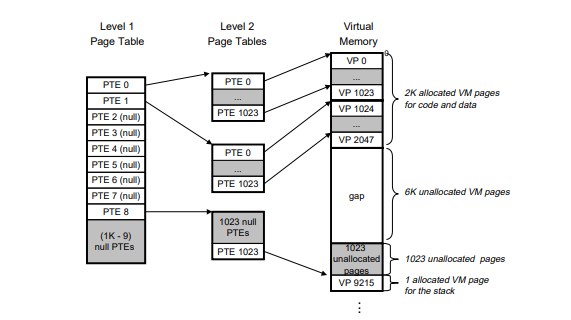 Level 1
Page Table
Level 2
Page Tables
Virtual
Memory
0
PTE 0
PTE 1
PTE 2 (null)
PTE 3 (null)
PTE 4 (null)
PTE 5 (null)
PTE 6 (null)
PTE 7 (null)
PTE 8
(1K - 9)
null PTEs
PTE 0
...
PTE 1023
PTE 0
...
PTE 1023
1023 null
PTEs
PTE 1023
VP 0
...
VP 1023
VP 1024
...
VP 2047
gap
1023
unallocated
pages
VP 9215
2K allocated VM pages
for code and data
6K unallocated VM pages
1023 unallocated pages
1 allocated VM page
for the stack